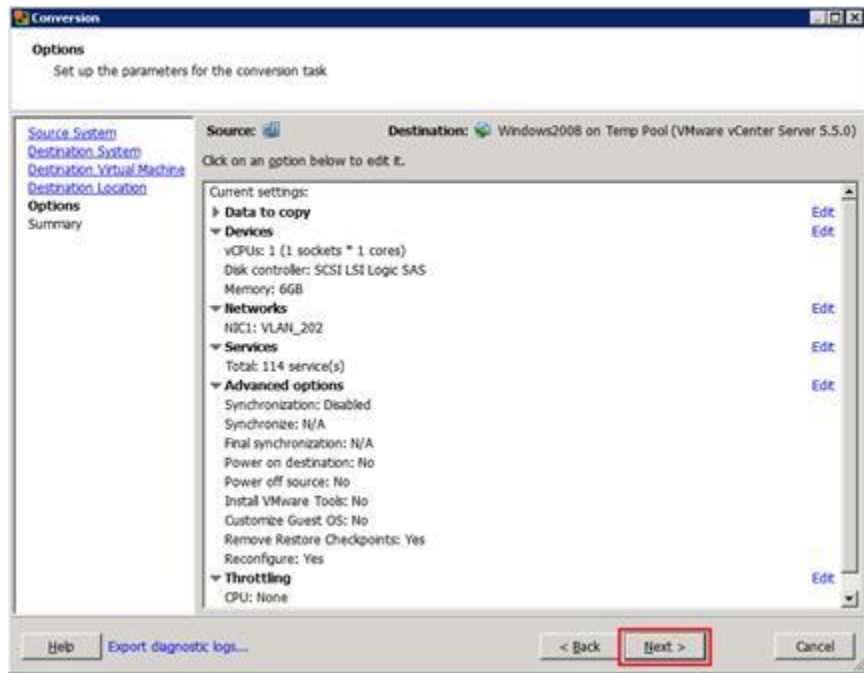 Conversion
Options
Set up the parameters for the conversion task
Source System
Destination System
Destination Virtual Machine
Destination Location
Options
Summary
Source: Destination: Windows2008 on Temp Pool (VMware vCenter Server 5.5.0)
Click on an option below to edit it.
Current settings:
Data to copy Edit
Devices Edit
vCPUs: 1 (1 sockets * 1 cores)
Disk controller: SCSI LSI Logic SAS
Memory: 6GB
Networks Edit
NIC1: VLAN_202
Services Edit
Total: 114 service(s)
Advanced options Edit
Synchronization: Disabled
Synchronize: N/A
Final synchronization: N/A
Power on destination: No
Power off source: No
Install VMware Tools: No
Customize Guest OS: No
Remove Restore Checkpoints: Yes
Reconfigure: Yes
Throttling Edit
CPU: None
Help Export diagnostic logs... < Back Next > Cancel